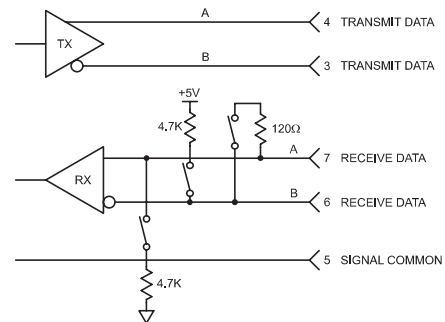 A
4 TRANSMIT DATA
TX
B
3 TRANSMIT DATA
+5V
4.7K
120Ω
A
7 RECEIVE DATA
RX
B
6 RECEIVE DATA
5 SIGNAL COMMON
4.7K